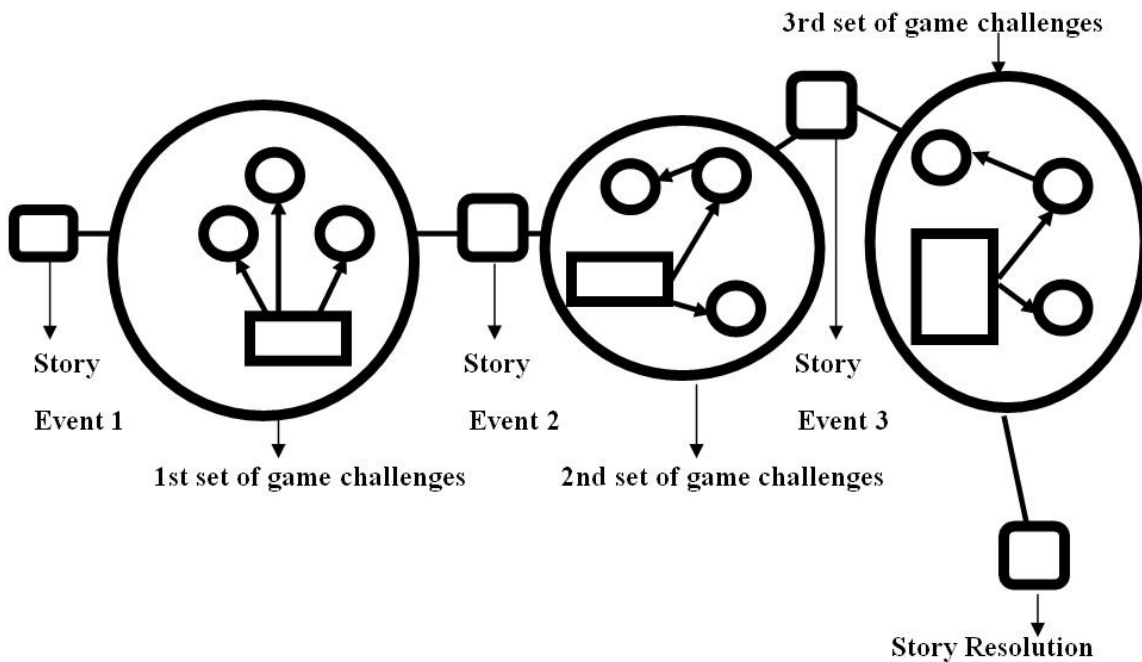 3rd set of game challenges
Story
Event 1
Story
Event 2
Story
Event 3
1st set of game challenges
2nd set of game challenges
Story Resolution